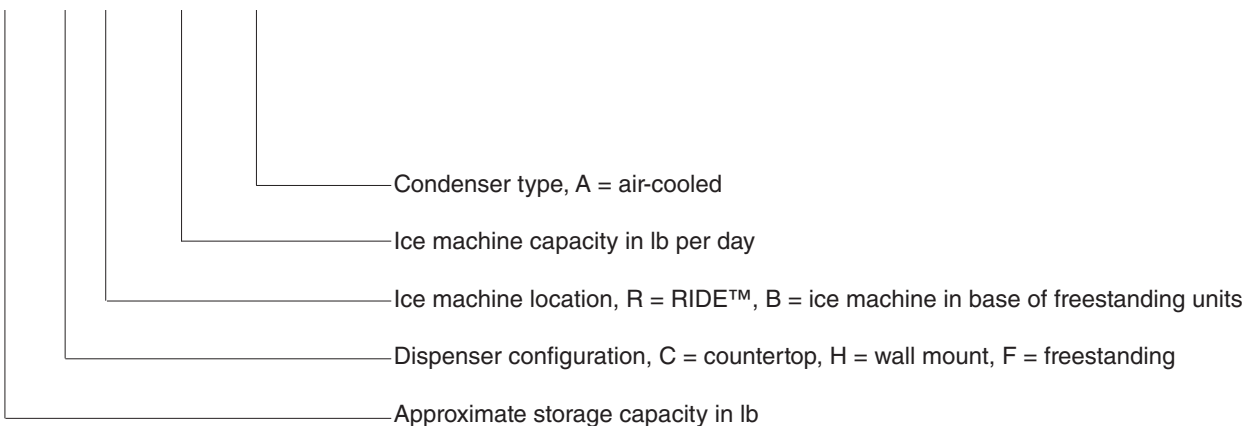 Condenser type, A = air-cooled
Ice machine capacity in lb per day
Ice machine location, R = RIDE™, B = ice machine in base of freestanding units
Dispenser configuration, C = countertop, H = wall mount, F = freestanding
Approximate storage capacity in lb